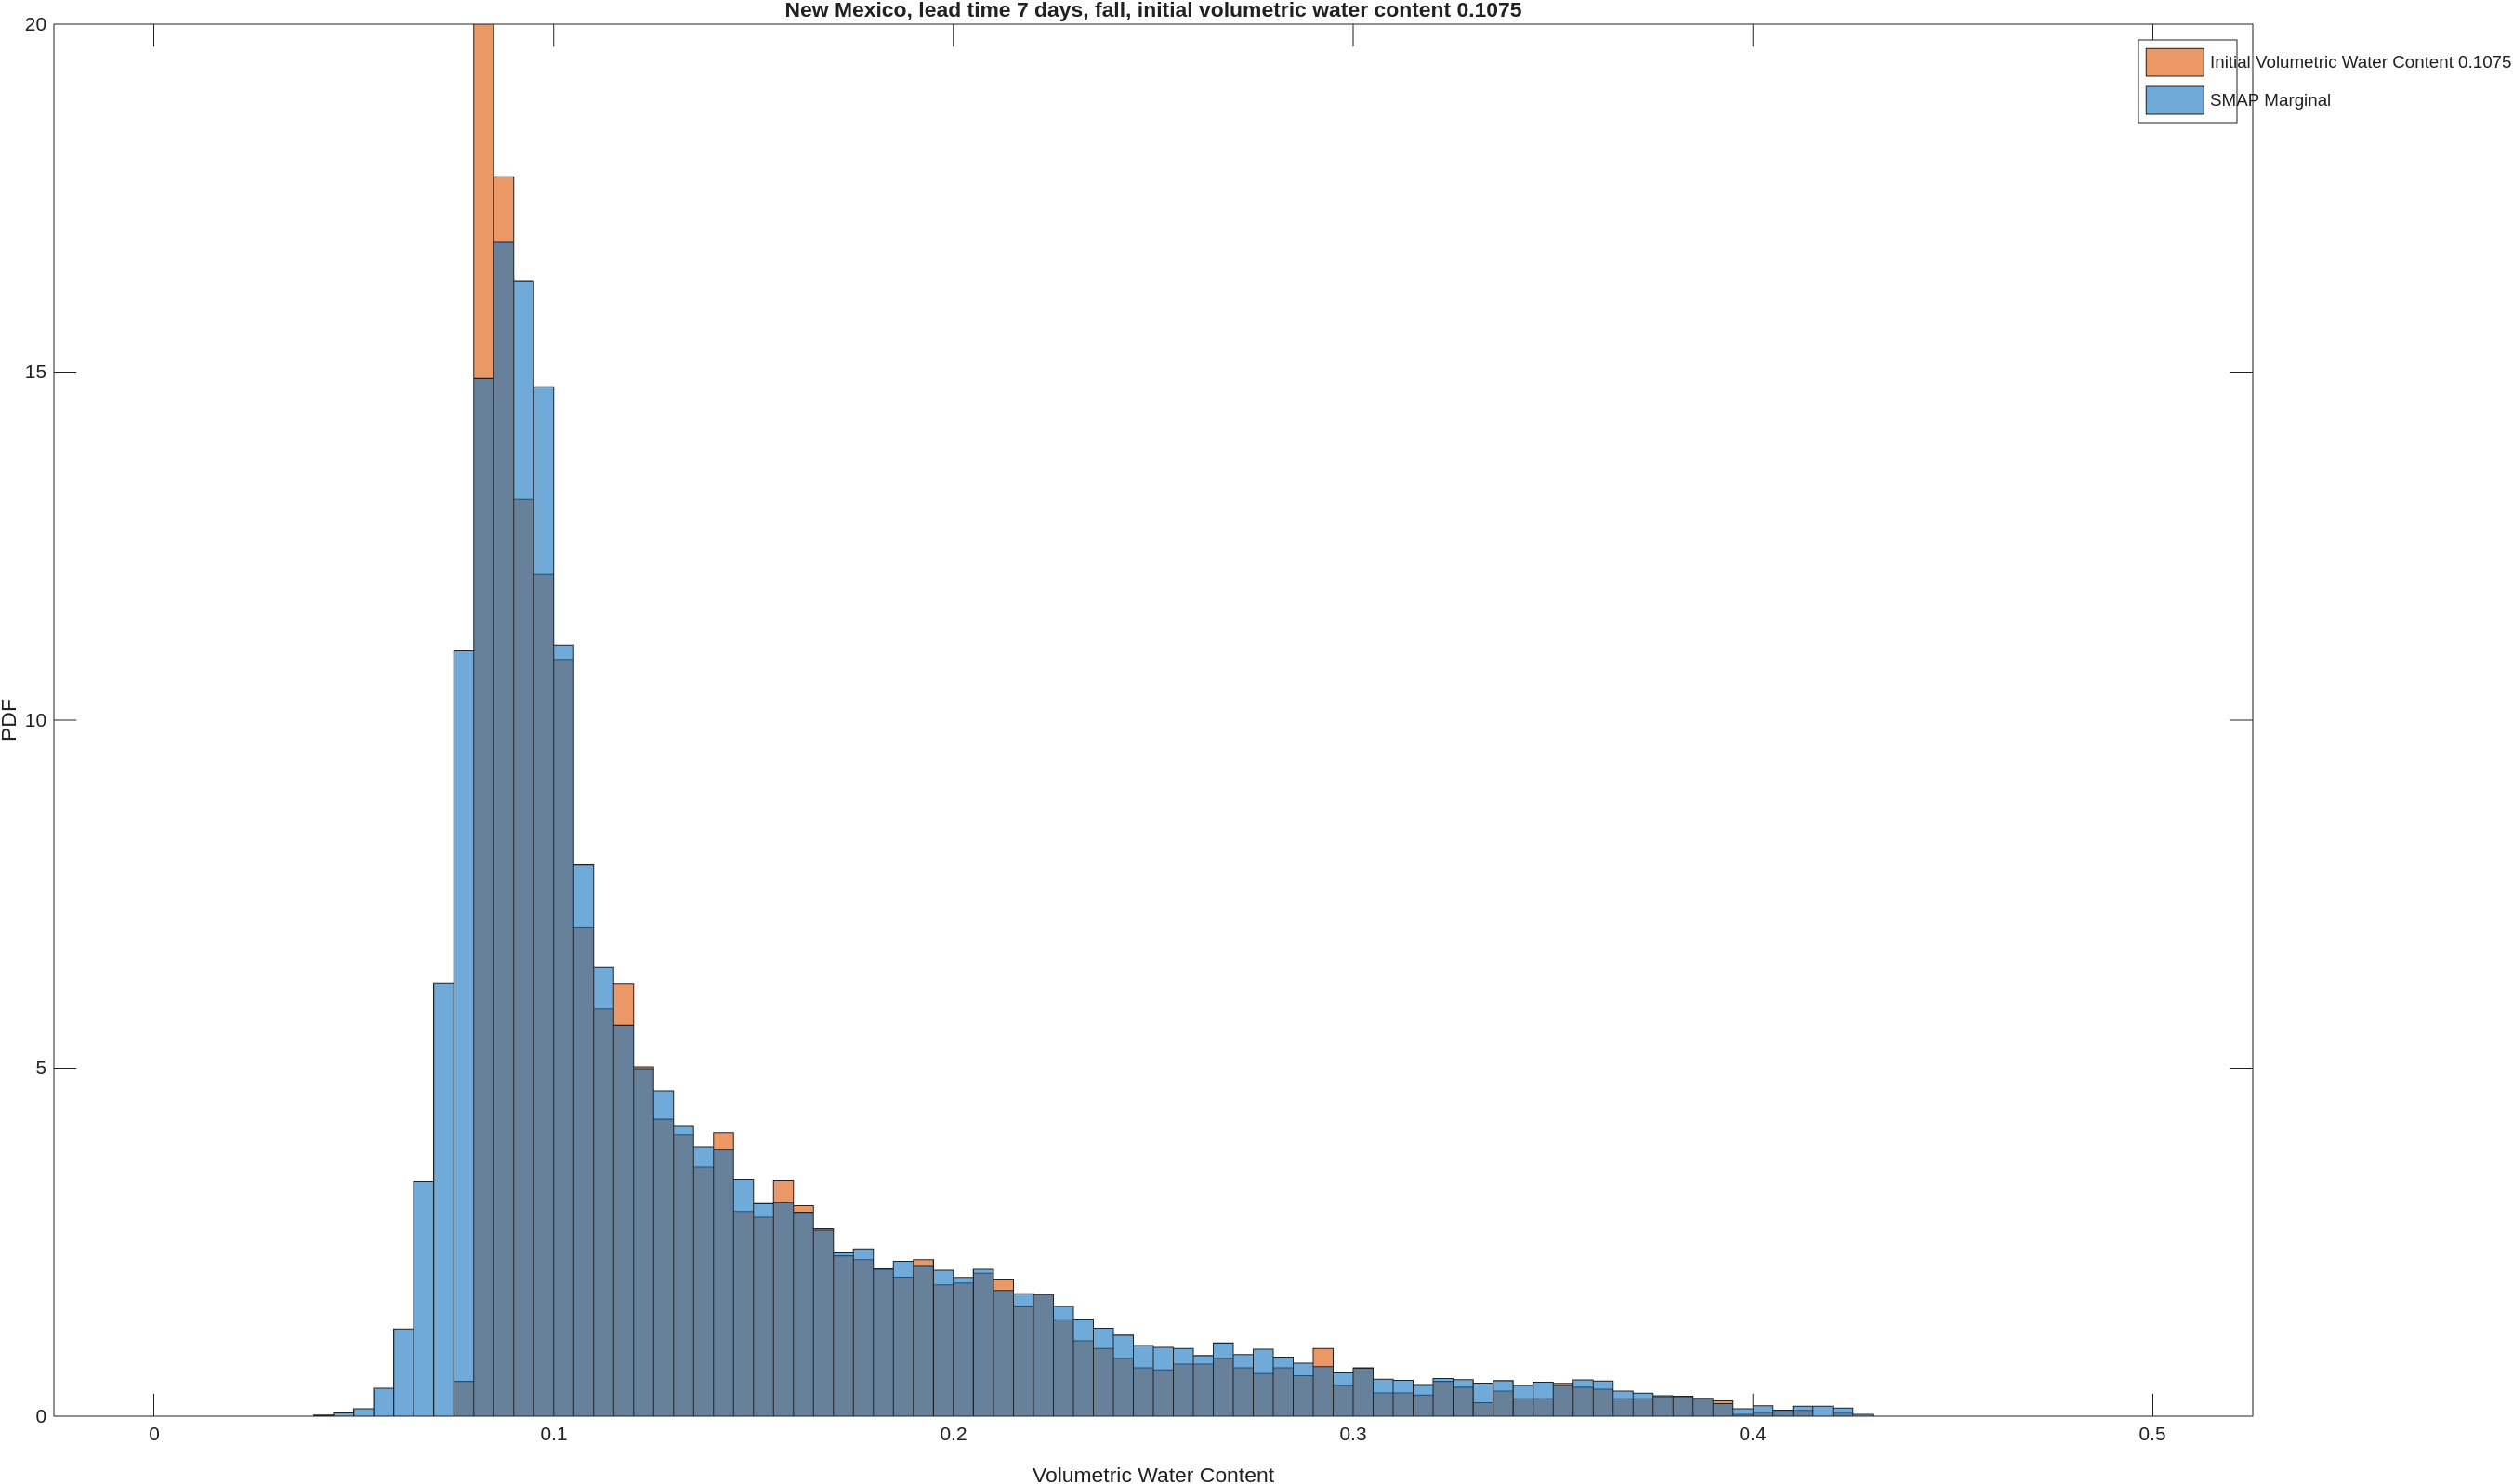 New Mexico, lead time 7 days, fall, initial volumetric water content 0.1075
20
15
10
5
0
PDF
Initial Volumetric Water Content 0.1075
SMAP Marginal
0 0.1 0.2 0.3 0.4 0.5
Volumetric Water Content